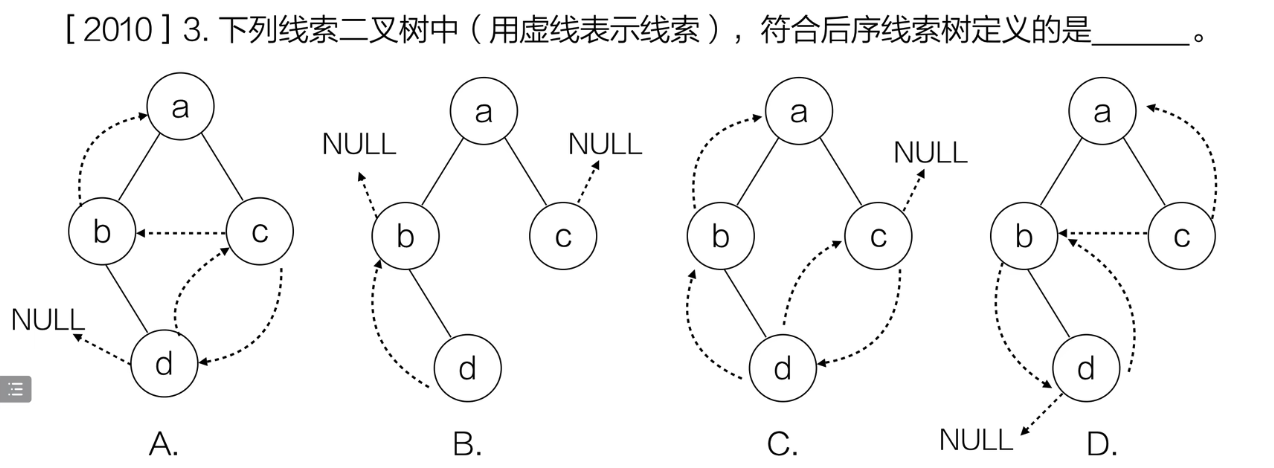 [ 2010 ] 3. 下列线索二叉树中（用虚线表示线索），符合后序线索树定义的是______。
a a a a
NULL NULL NULL
b c b c b c b c
NULL
d d d d
NULL
A. B. C. D.